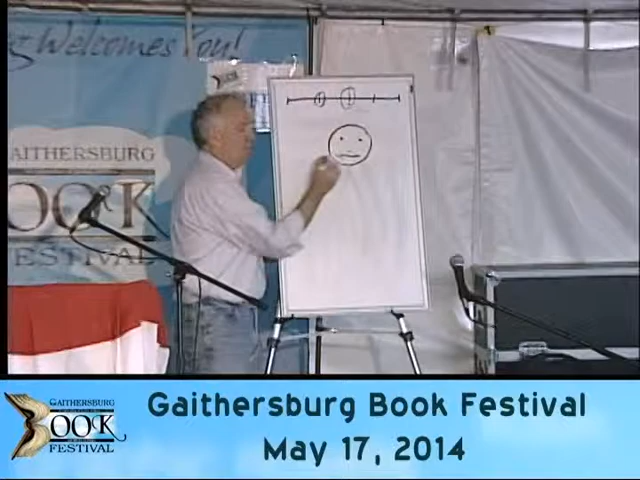 Welcomes You!
GAITHERSBURG
BOOK
FESTIVAL
GAITHERSBURG
BOOK
FESTIVAL
Gaithersburg Book Festival
May 17, 2014